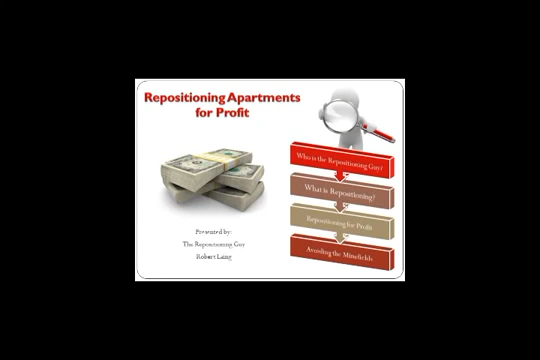 Repositioning Apartments
for Profit
Who is the Repositioning Guy?
What is Repositioning?
Repositioning for Profit
Avoiding the Minefields
Presented by:
The Repositioning Guy
Robert Laing